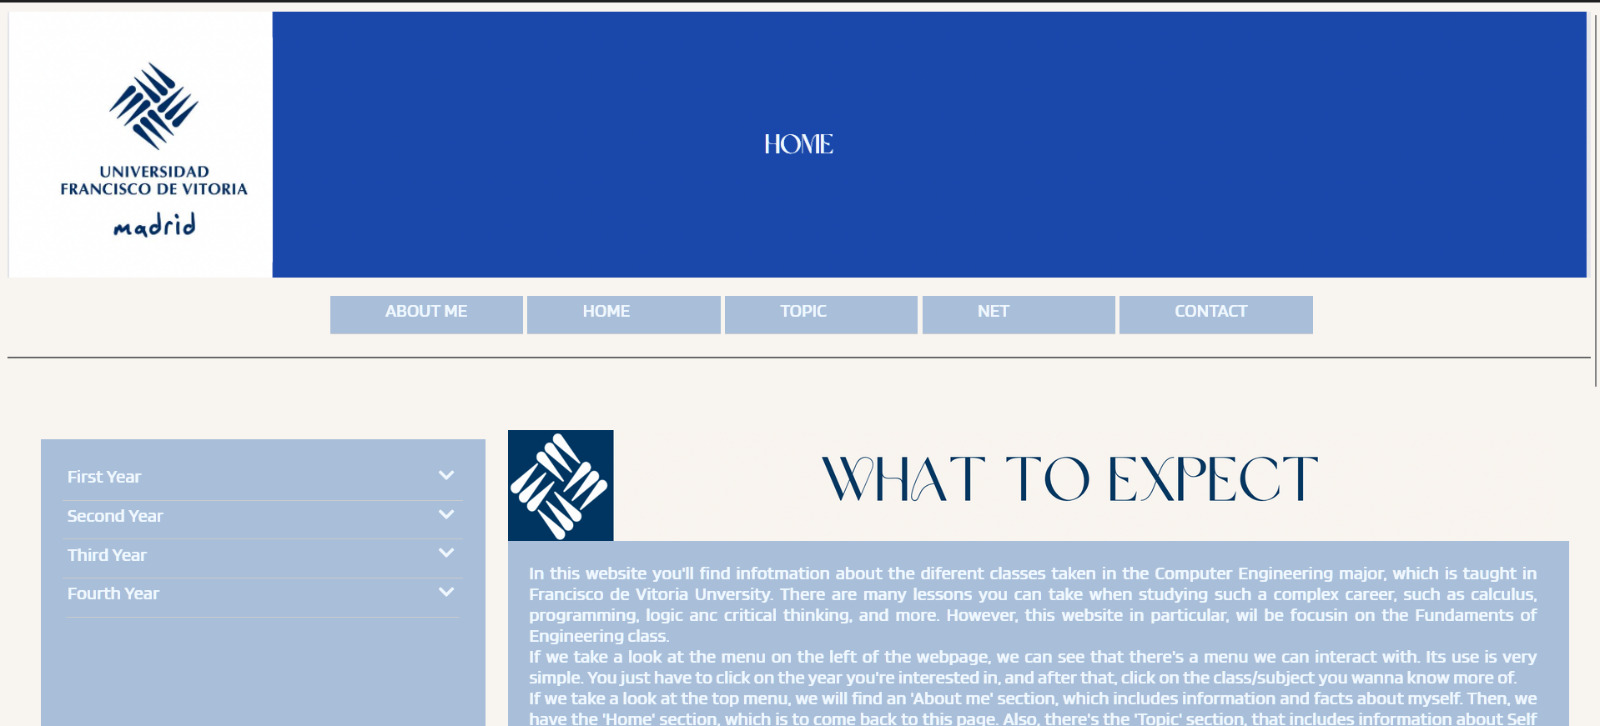 UNIVERSIDAD
FRANCISCO DE VITORIA
madrid
HOME
ABOUT ME
HOME
TOPIC
NET
CONTACT
First Year
Second Year
Third Year
Fourth Year
WHAT TO EXPECT
In this website you'll find infotmation about the diferent classes taken in the Computer Engineering major, which is taught in
Francisco de Vitoria Unversity. There are many lessons you can take when studying such a complex career, such as calculus,
programming, logic anc critical thinking, and more. However, this website in particular, wil be focusin on the Fundaments of
Engineering class.
If we take a look at the menu on the left of the webpage, we can see that there's a menu we can interact with. Its use is very
simple. You just have to click on the year you're interested in, and after that, click on the class/subject you wanna know more of.
If we take a look at the top menu, we will find an 'About me' section, which includes information and facts about myself. Then, we
have the 'Home' section, which is to come back to this page. Also, there's the 'Topic' section, that includes information about Self